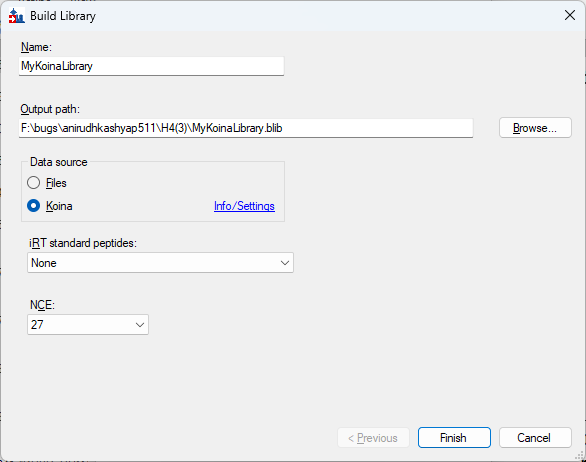 Build Library
Name:
MyKoinaLibrary
Output path:
F:\bugs\anirudhkashyap511\H4(3)\MyKoinaLibrary.blib
Browse...
Data source
Files
Koina
Info/Settings
iRT standard peptides:
None
NCE:
27
< Previous
Finish
Cancel